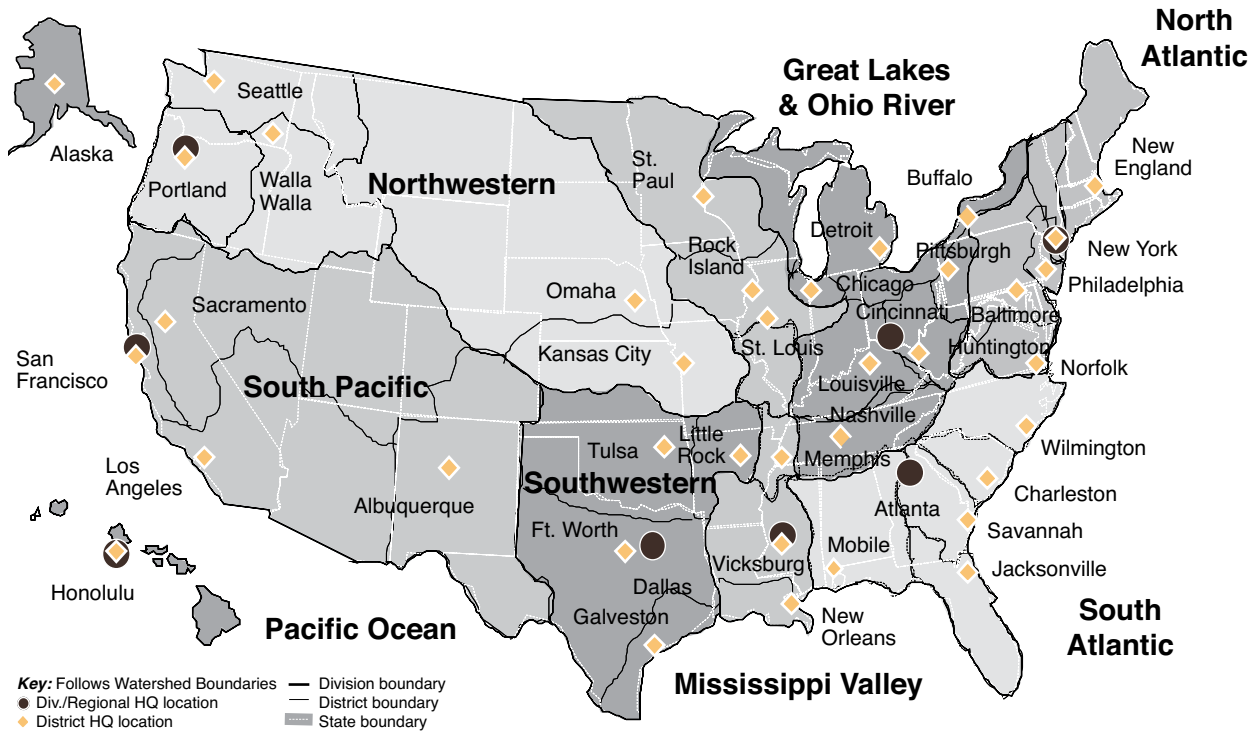 North
Atlantic
Great Lakes
& Ohio River
Seattle
Alaska
Portland
Walla
Walla
Northwestern
St.
Paul
Buffalo
New
England
Detroit
Rock
Island
Pittsburgh
New York
Chicago
Philadelphia
Omaha
Sacramento
Cincinnati
Baltimore
San
Francisco
Kansas City
St. Louis
Huntington
Norfolk
South Pacific
Louisville
Nashville
Tulsa
Little
Rock
Memphis
Wilmington
Los
Angeles
Albuquerque
Southwestern
Charleston
Atlanta
Ft. Worth
Savannah
Mobile
Vicksburg
Jacksonville
Honolulu
Dallas
Galveston
New
Orleans
South
Atlantic
Pacific Ocean
Mississippi Valley
Key: Follows Watershed Boundaries
Div./Regional HQ location
District HQ location
Division boundary
District boundary
State boundary